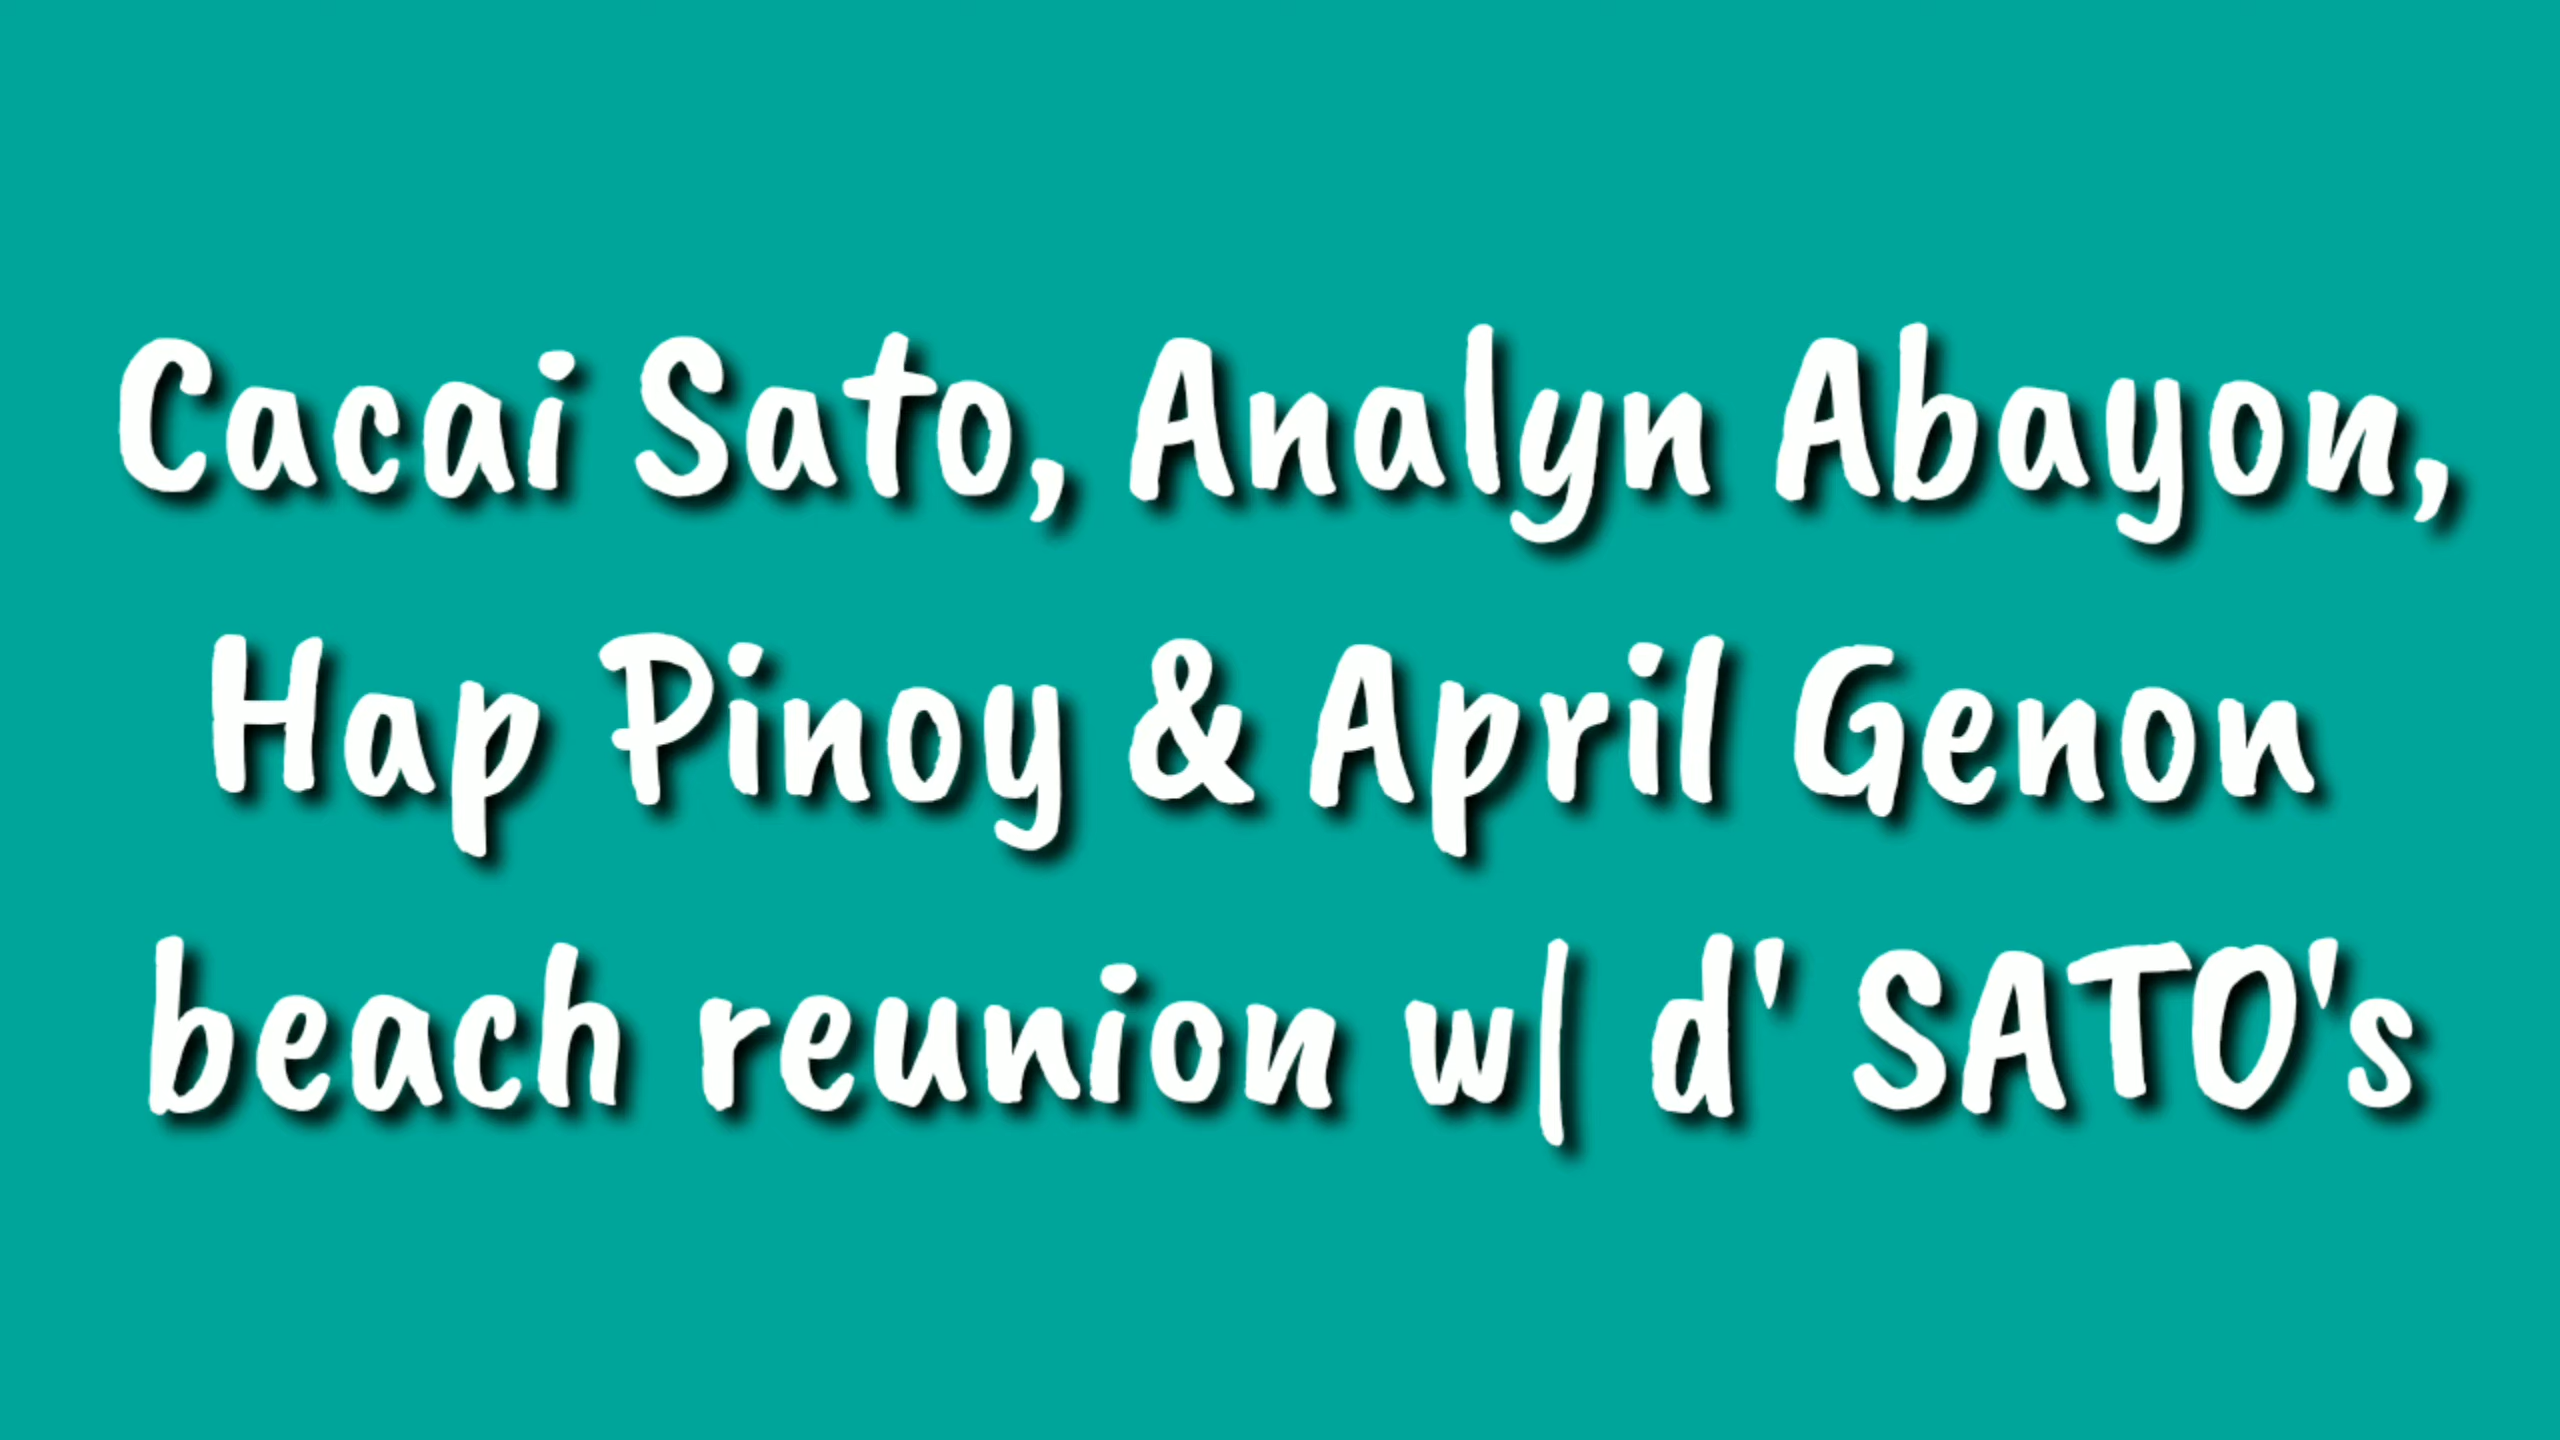 Cacai Sato, Analyn Abayon,
Hap Pinoy & April Genon
beach reunion w| d' SATO's